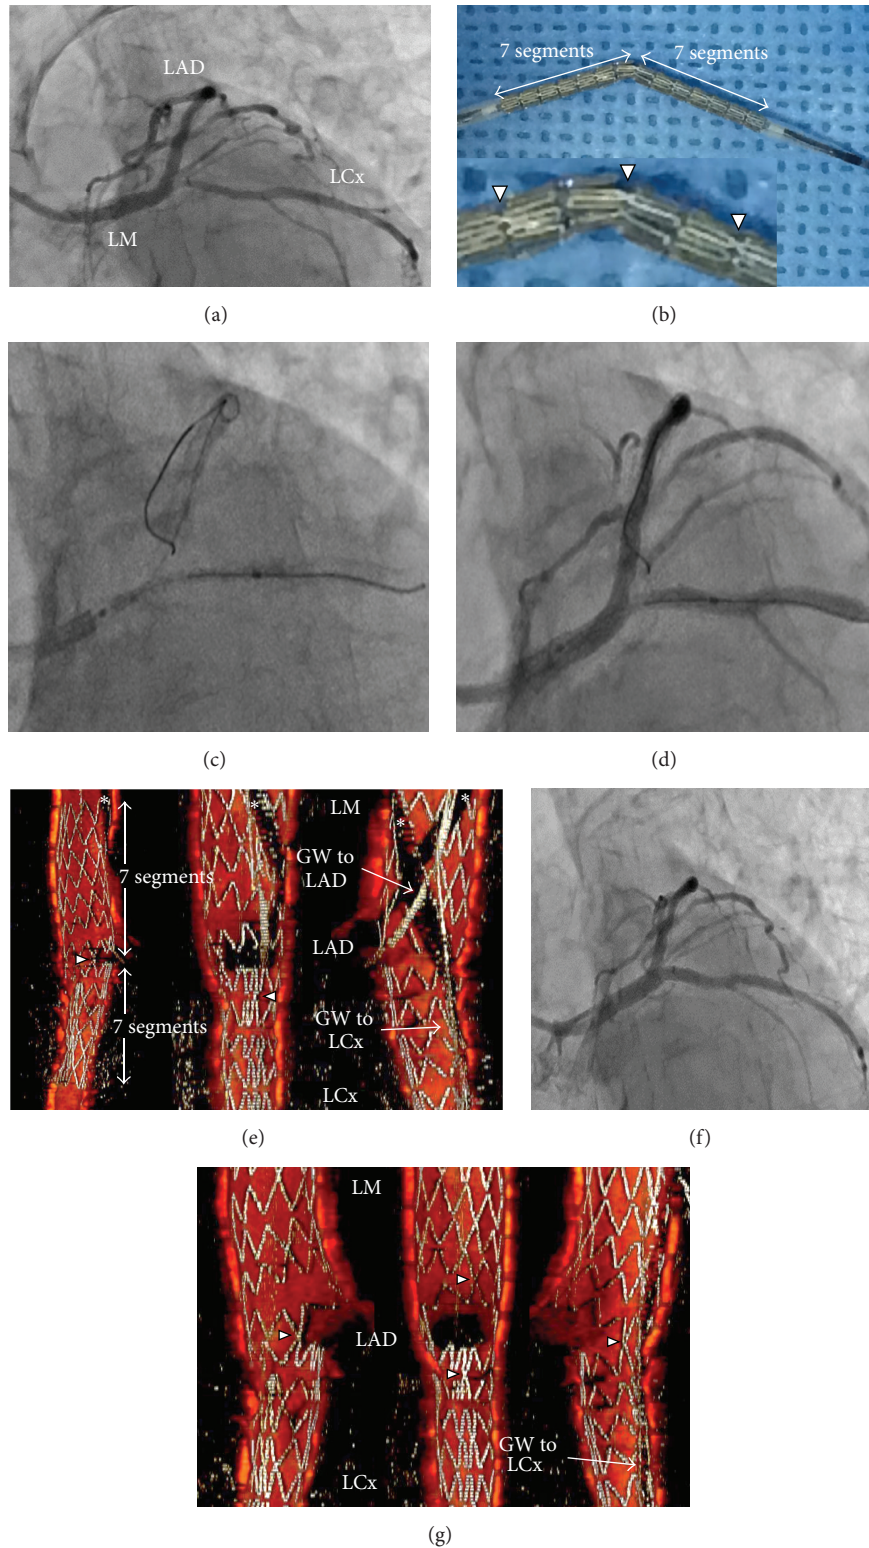 LAD
LCx
LM
(a)
7 segments
7 segments
(b)
(c)
(d)
*
*
LM
*
*
GW to
LAD
7 segments
LAD
7 segments
GW to
LCx
LCx
(e)
(f)
LM
LAD
GW to
LCx
LCx
(g)